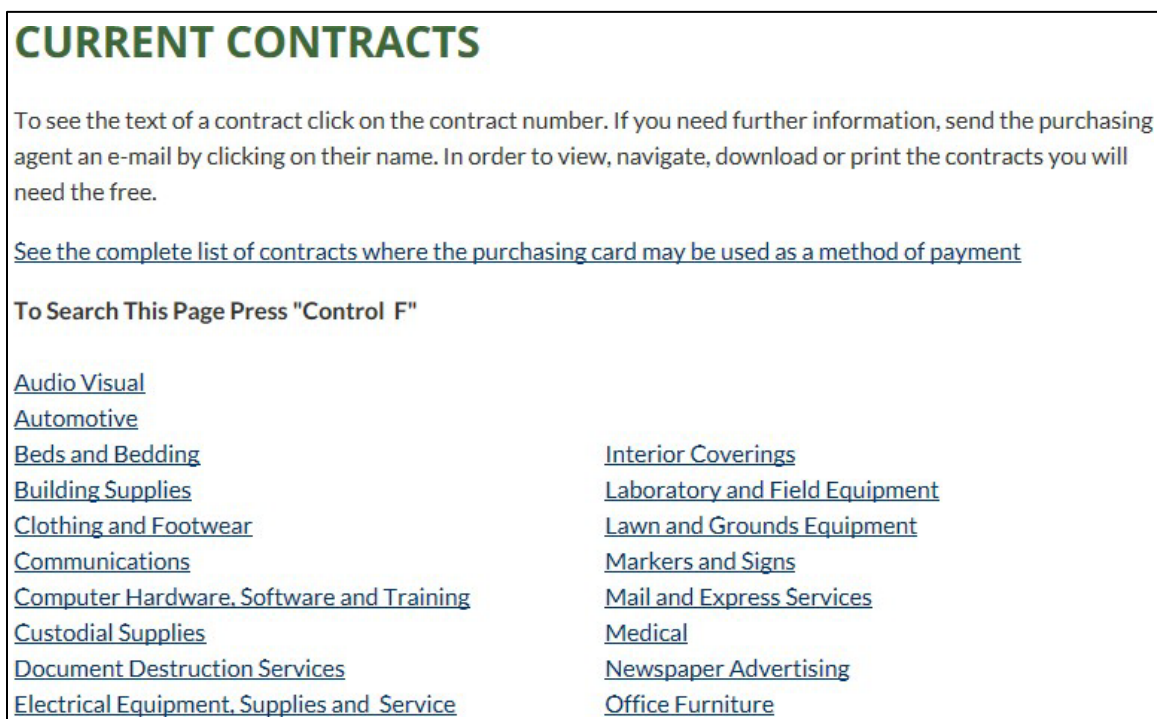 CURRENT CONTRACTS
To see the text of a contract click on the contract number. If you need further information, send the purchasing
agent an e-mail by clicking on their name. In order to view, navigate, download or print the contracts you will
need the free.
See the complete list of contracts where the purchasing card may be used as a method of payment
To Search This Page Press "Control  F"
Audio Visual
Automotive
Beds and Bedding
Building Supplies
Clothing and Footwear
Communications
Computer Hardware, Software and Training
Custodial Supplies
Document Destruction Services
Electrical Equipment, Supplies and  Service
Interior Coverings
Laboratory and Field Equipment
Lawn and Grounds Equipment
Markers and Signs
Mail and Express Services
Medical
Newspaper Advertising
Office Furniture